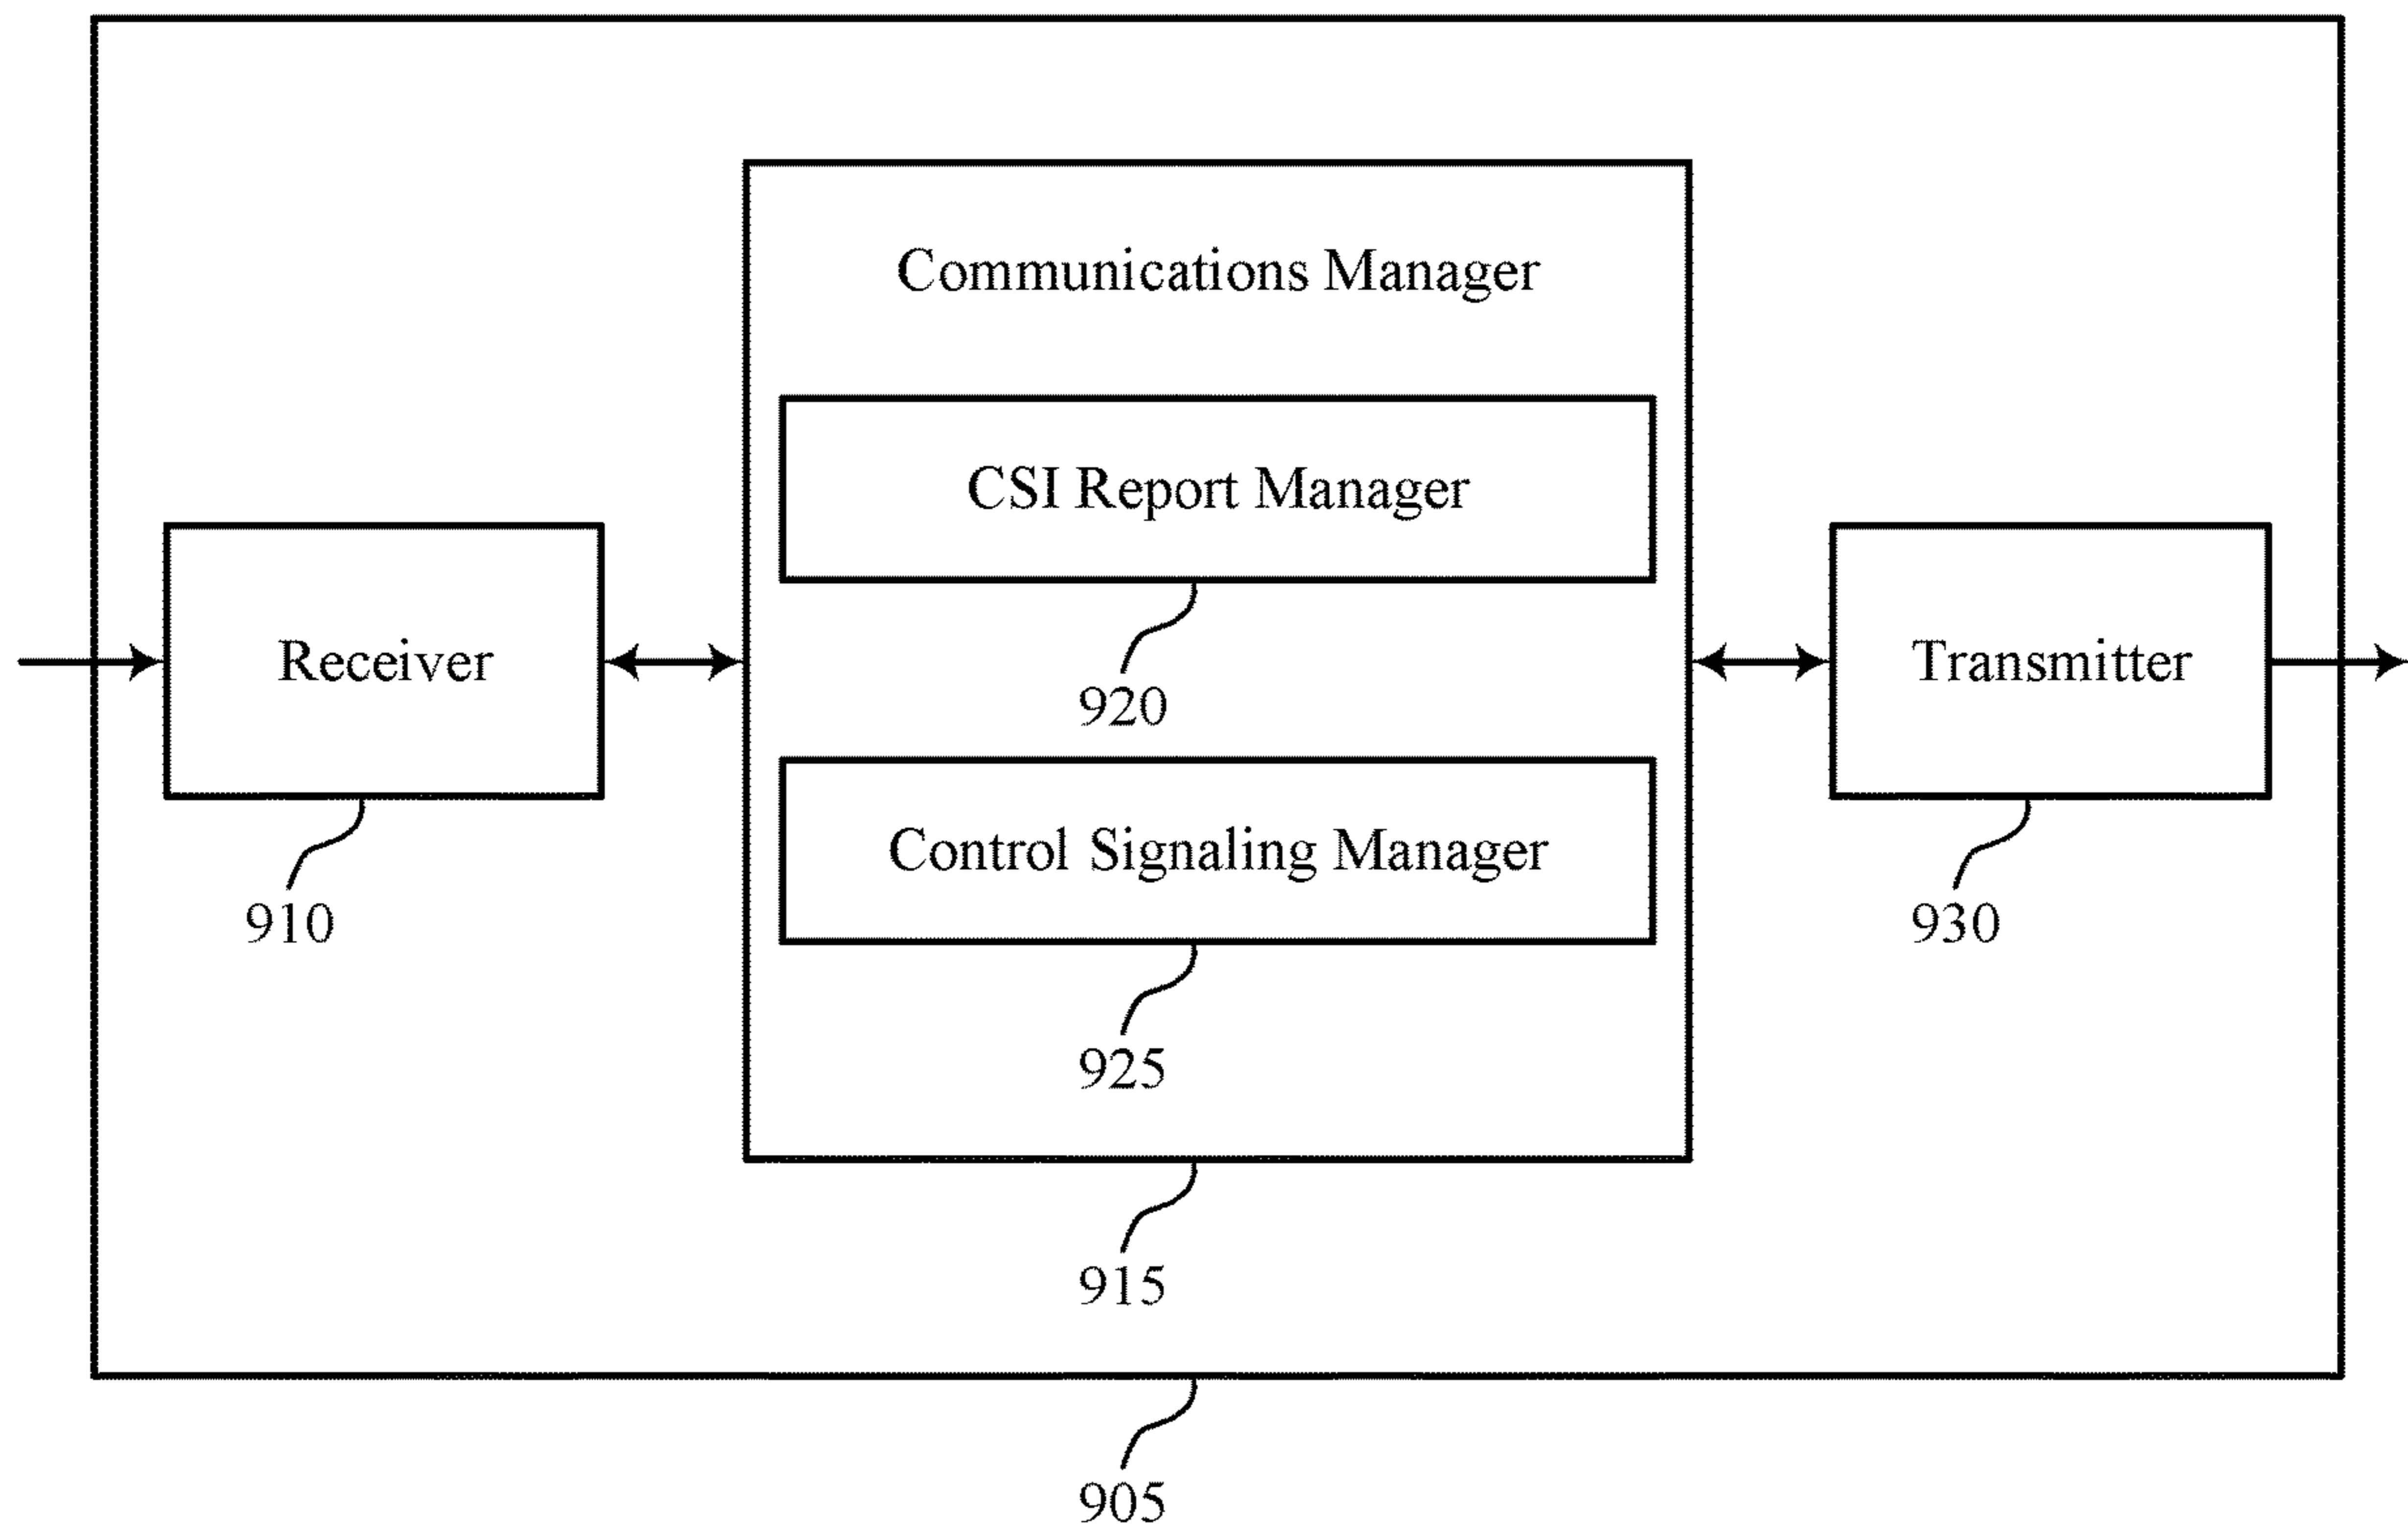 Communications Manager
CSI Report Manager
920
Receiver
910
Control Signaling Manager
925
Transmitter
930
915
905